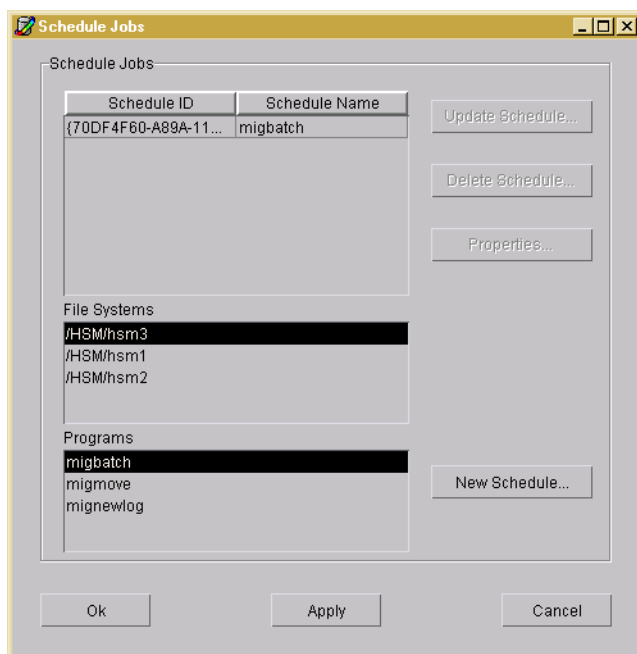 Schedule Jobs
Schedule Jobs
Schedule ID Schedule Name
{70DF4F60-A89A-11... migbatch
Update Schedule...
Delete Schedule...
Properties...
File Systems
/HSM/hsm3
/HSM/hsm1
/HSM/hsm2
Programs
migbatch
migmove
mignewlog
New Schedule...
Ok Apply Cancel